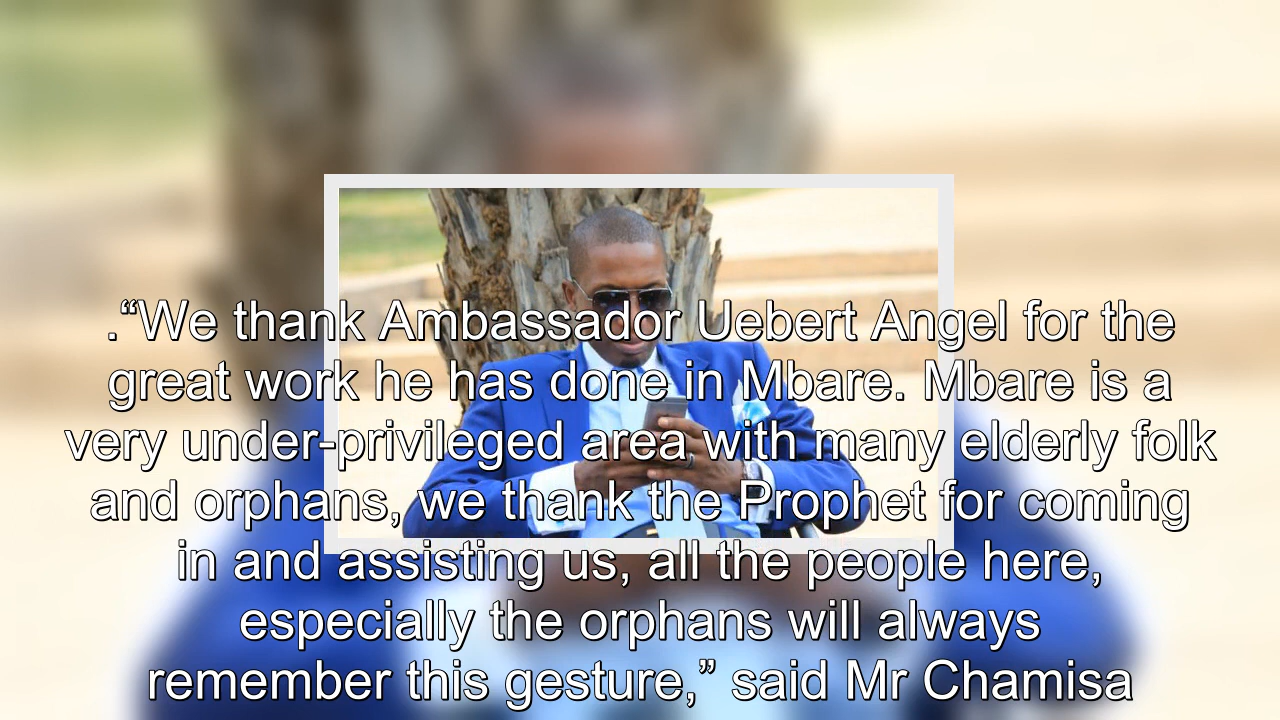 .“We thank Ambassador Uebert Angel for the
great work he has done in Mbare. Mbare is a
very under-privileged area with many elderly folk
and orphans, we thank the Prophet for coming
in and assisting us, all the people here,
especially the orphans will always
remember this gesture,” said Mr Chamisa